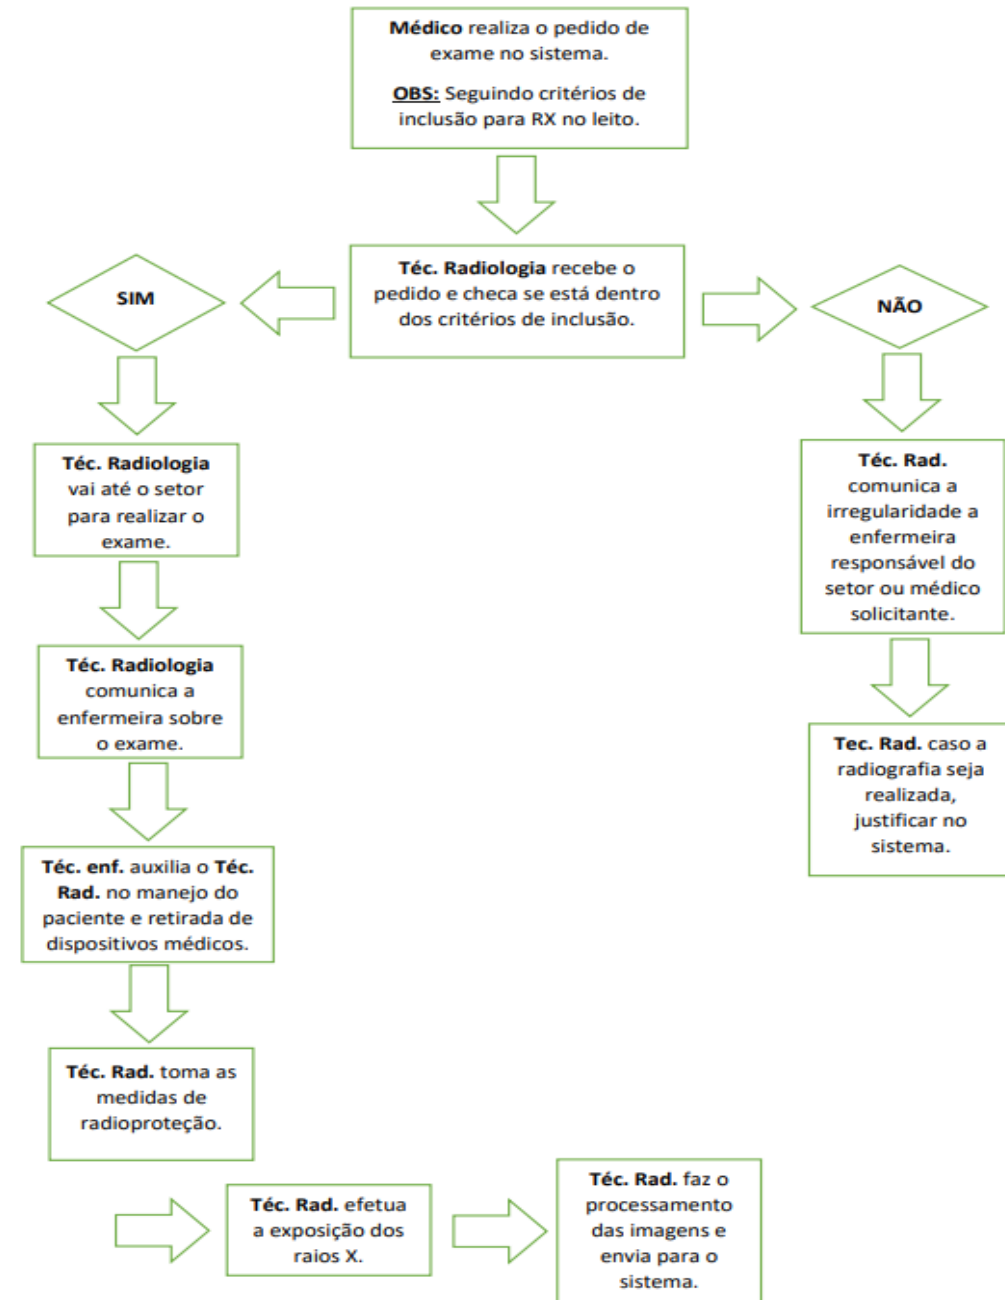 Médico realiza o pedido de
exame no sistema.
OBS: Seguindo critérios de
inclusão para RX no leito.
Téc. Radiologia recebe o
pedido e checa se está dentro
dos critérios de inclusão.
SIM
NÃO
Téc. Radiologia
vai até o setor
para realizar o
exame.
Téc. Radiologia
comunica a
enfermeira sobre
o exame.
Téc. enf. auxilia o Téc.
Rad. no manejo do
paciente e retirada de
dispositivos médicos.
Téc. Rad. toma as
medidas de
radioproteção.
Téc. Rad. efetua
a exposição dos
raios X.
Téc. Rad. faz o
processamento
das imagens e
envia para o
sistema.
Téc. Rad.
comunica a
irregularidade a
enfermeira
responsável do
setor ou médico
solicitante.
Tec. Rad. caso a
radiografia seja
realizada,
justificar no
sistema.